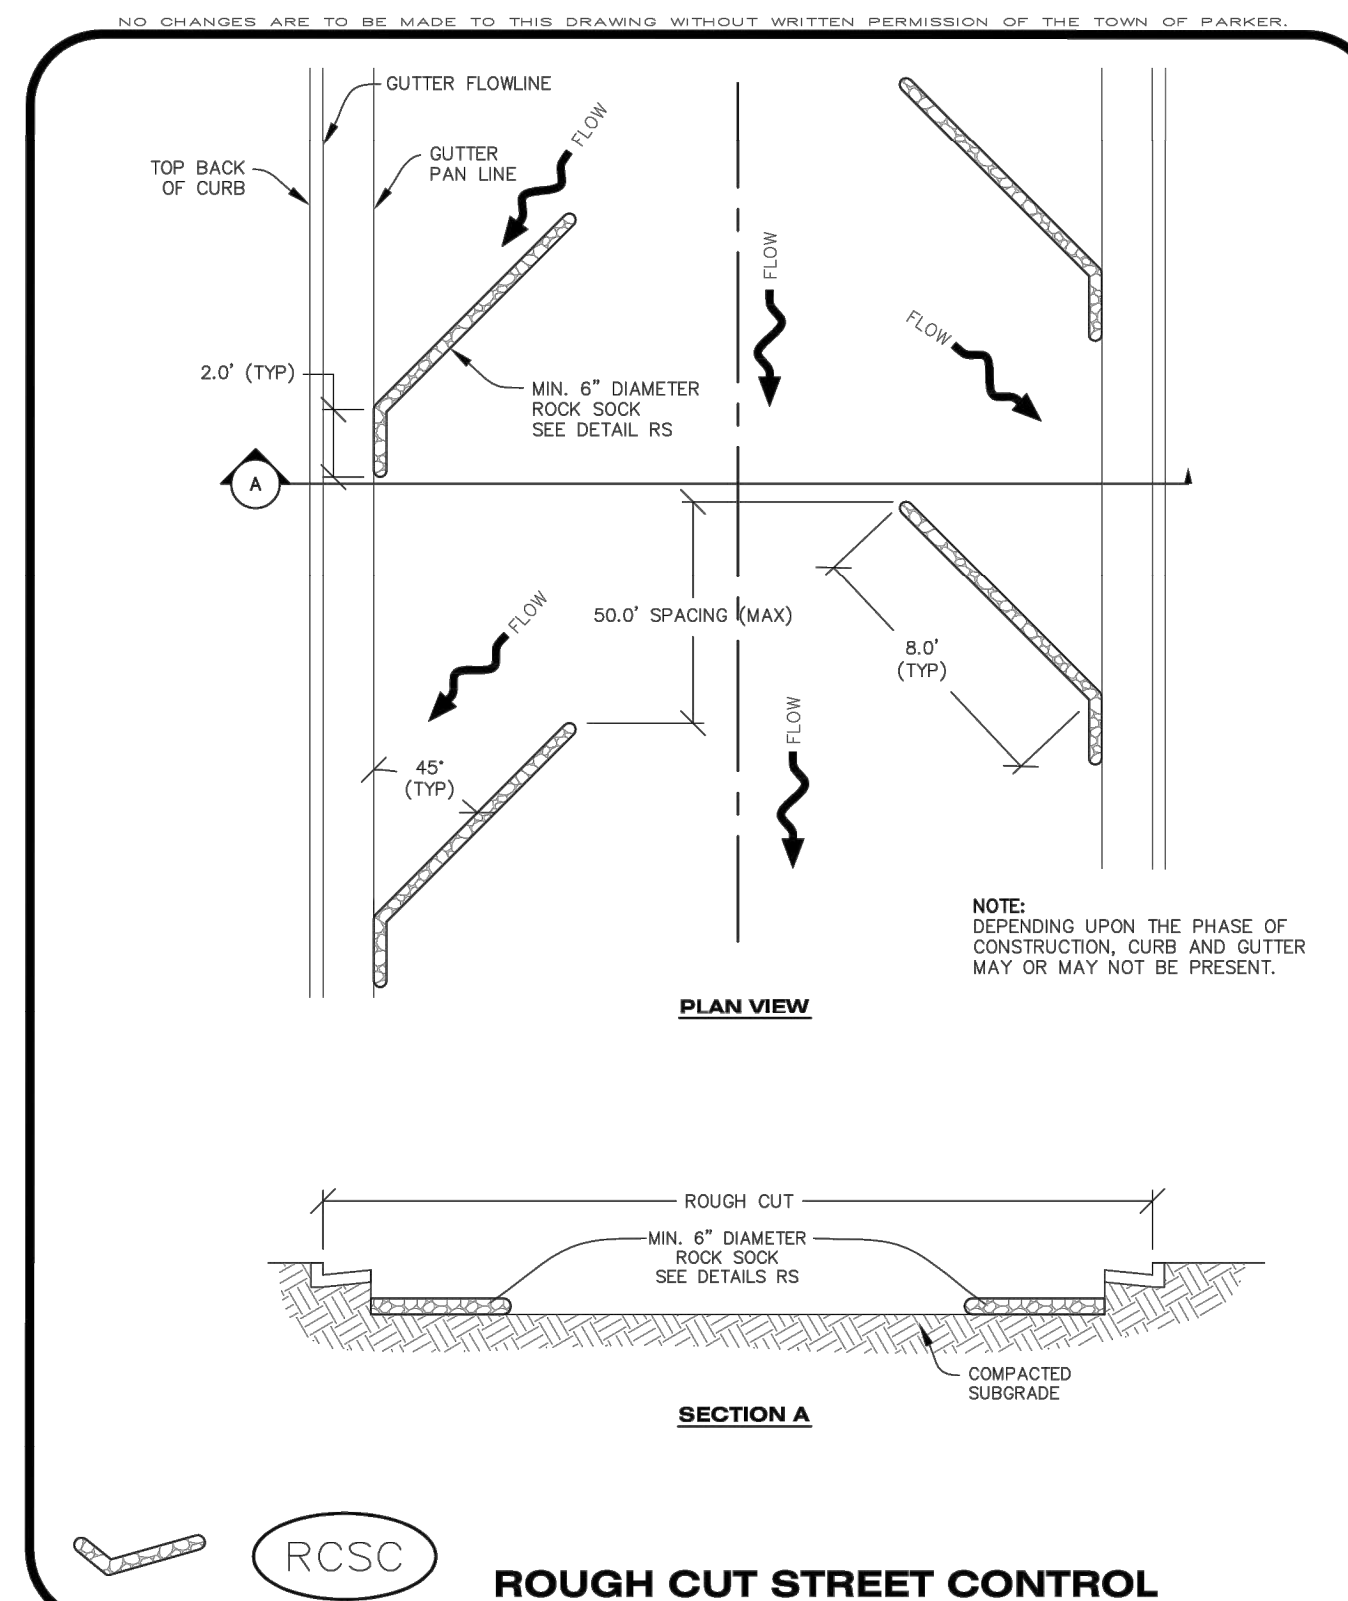 NO CHANGES ARE TO BE MADE TO THIS DRAWING WITHOUT WRITTEN PERMISSION OF THE TOWN OF PARKER.
GUTTER FLOWLINE
TOP BACK
OF CURB
GUTTER
PAN LINE
FLOW
FLOW
FLOW
2.0' (TYP)
MIN. 6" DIAMETER
ROCK SOCK
SEE DETAIL RS
A
FLOW
50.0' SPACING (MAX)
8.0'
(TYP)
FLOW
45°
(TYP)
NOTE:
DEPENDING UPON THE PHASE OF
CONSTRUCTION, CURB AND GUTTER
MAY OR MAY NOT BE PRESENT.
PLAN VIEW
ROUGH CUT
MIN. 6" DIAMETER
ROCK SOCK
SEE DETAILS RS
COMPACTED
SUBGRADE
SECTION A
RCSC
ROUGH CUT STREET CONTROL